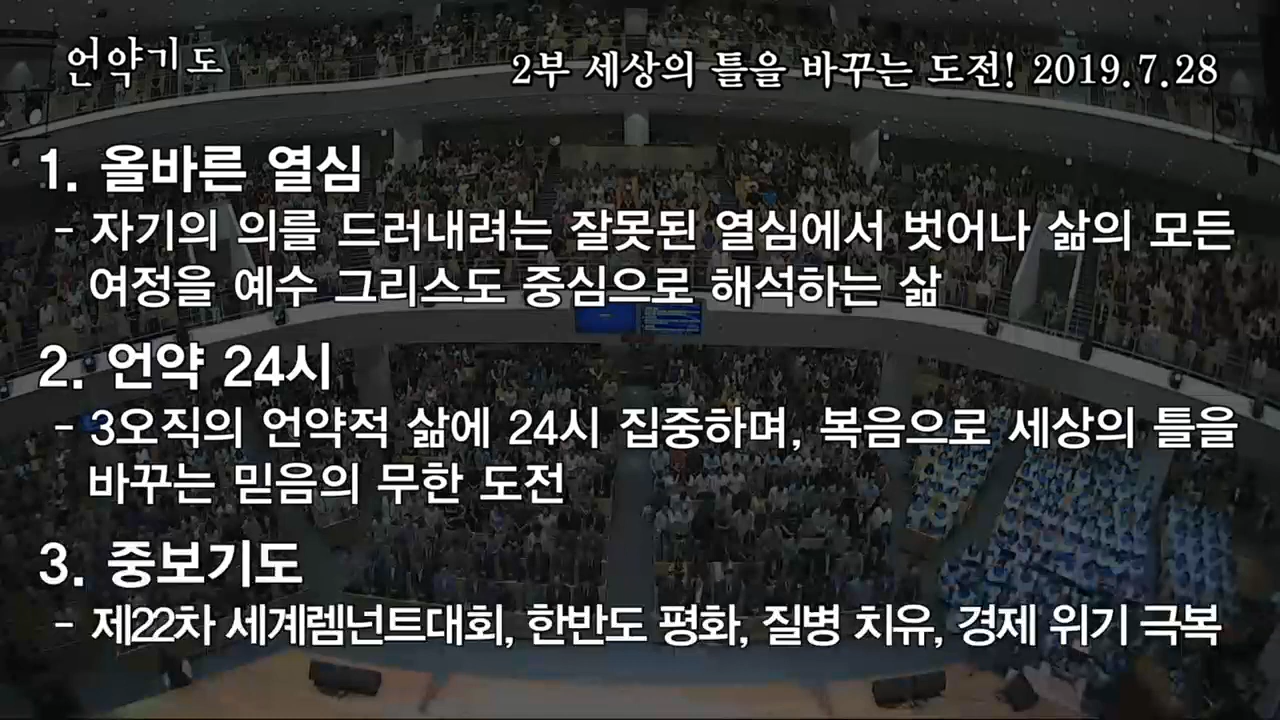 언약기도
2부 세상의 틀을 바꾸는 도전! 2019.7.28
1. 올바른 열심
- 자기의 의를 드러내려는 잘못된 열심에서 벗어나 삶의 모든
여정을 예수 그리스도 중심으로 해석하는 삶
2. 언약 24시
- 3오직의 언약적 삶에 24시 집중하며, 복음으로 세상의 틀을
바꾸는 믿음의 무한 도전
3. 중보기도
- 제22차 세계렘넌트대회, 한반도 평화, 질병 치유, 경제 위기 극복